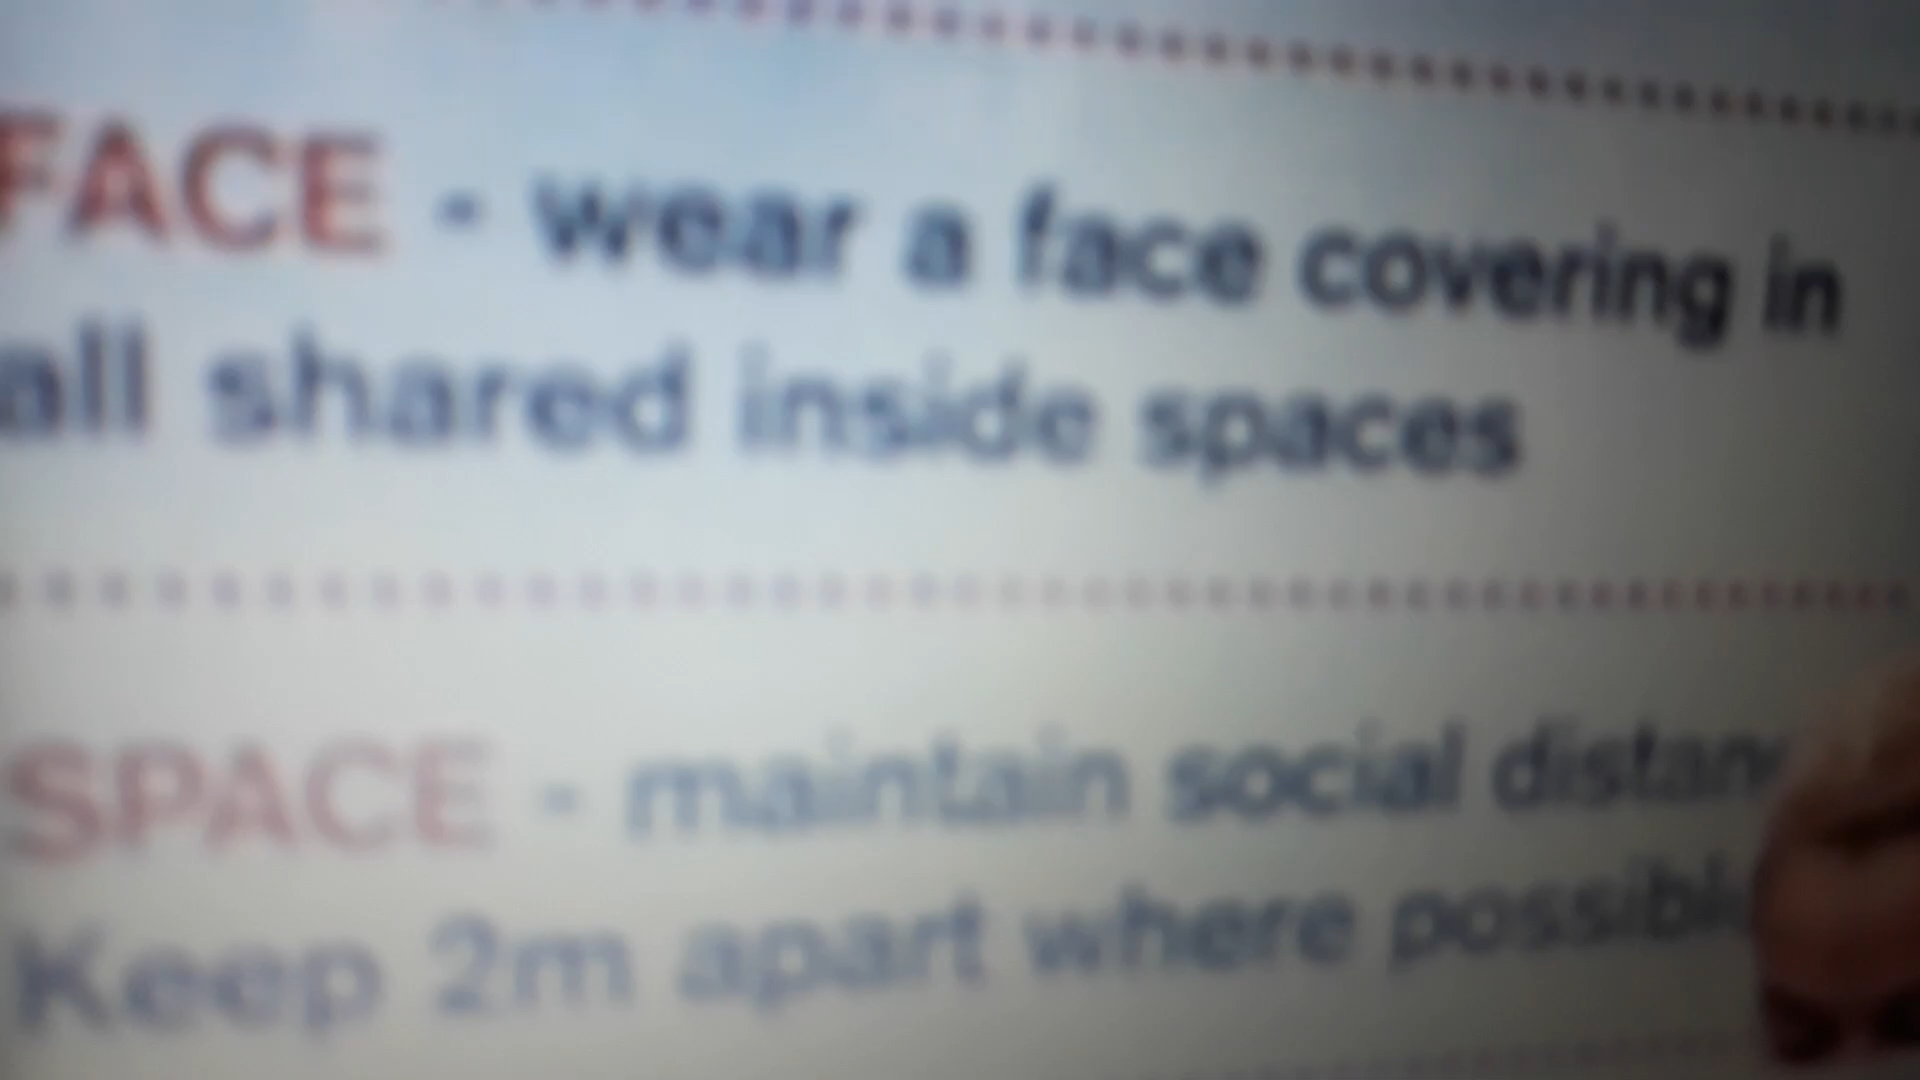 FACE - wear a face covering in
all shared inside spaces
SPACE - maintain social
Keep 2m apart where